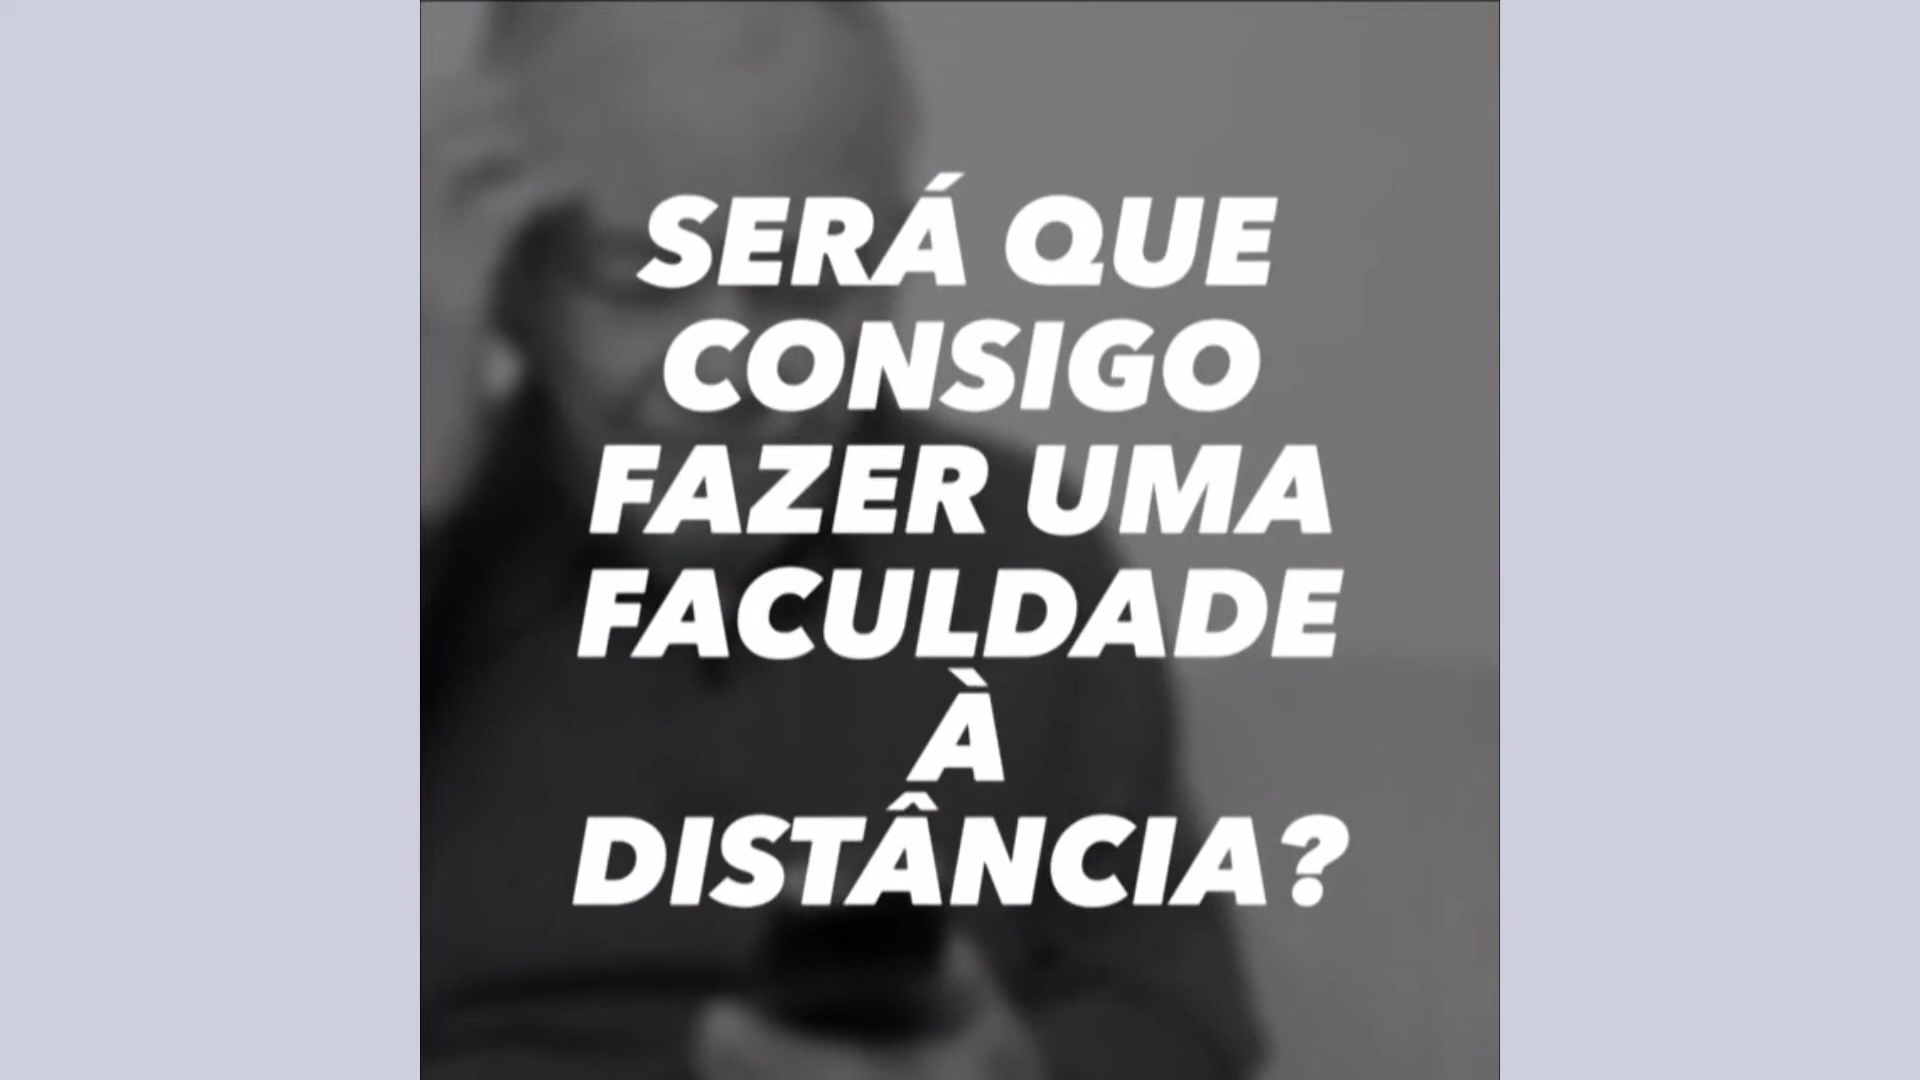 SERÁ QUE
CONSIGO
FAZER UMA
FACULDADE
À
DISTÂNCIA?